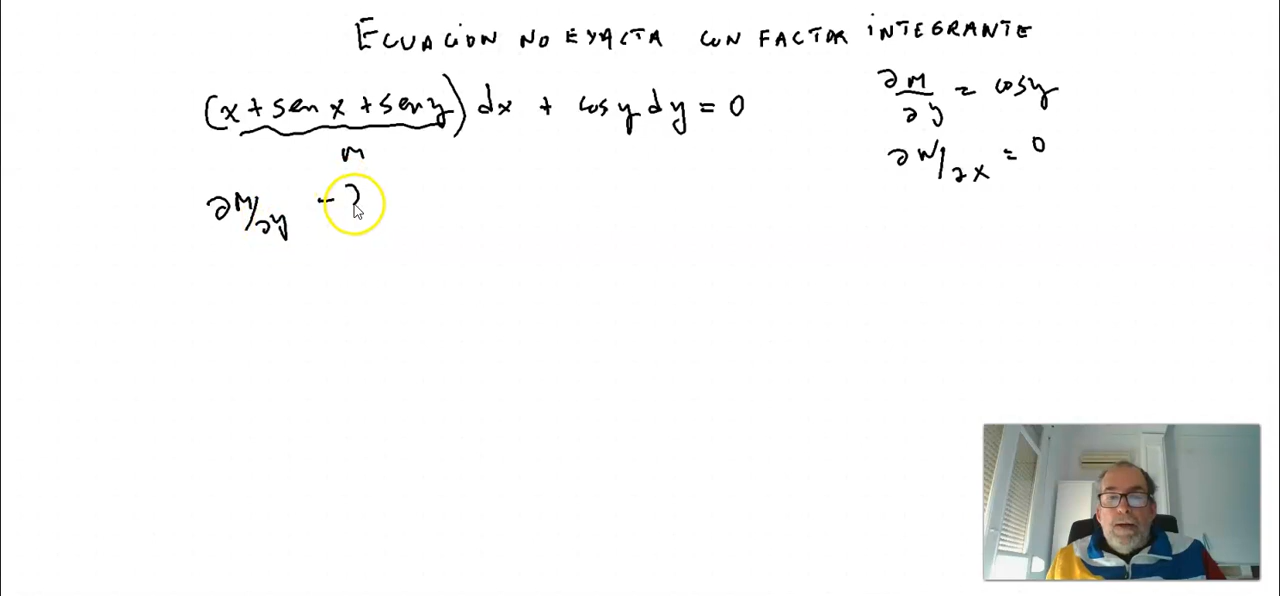 ECUACION NO EXACTA CON FACTOR INTEGRANTE
(x + sen x + sen y) dx + cos y dy = 0
M
∂M/∂y = cos y
∂N/∂x = 0
∂M/∂y - ∂